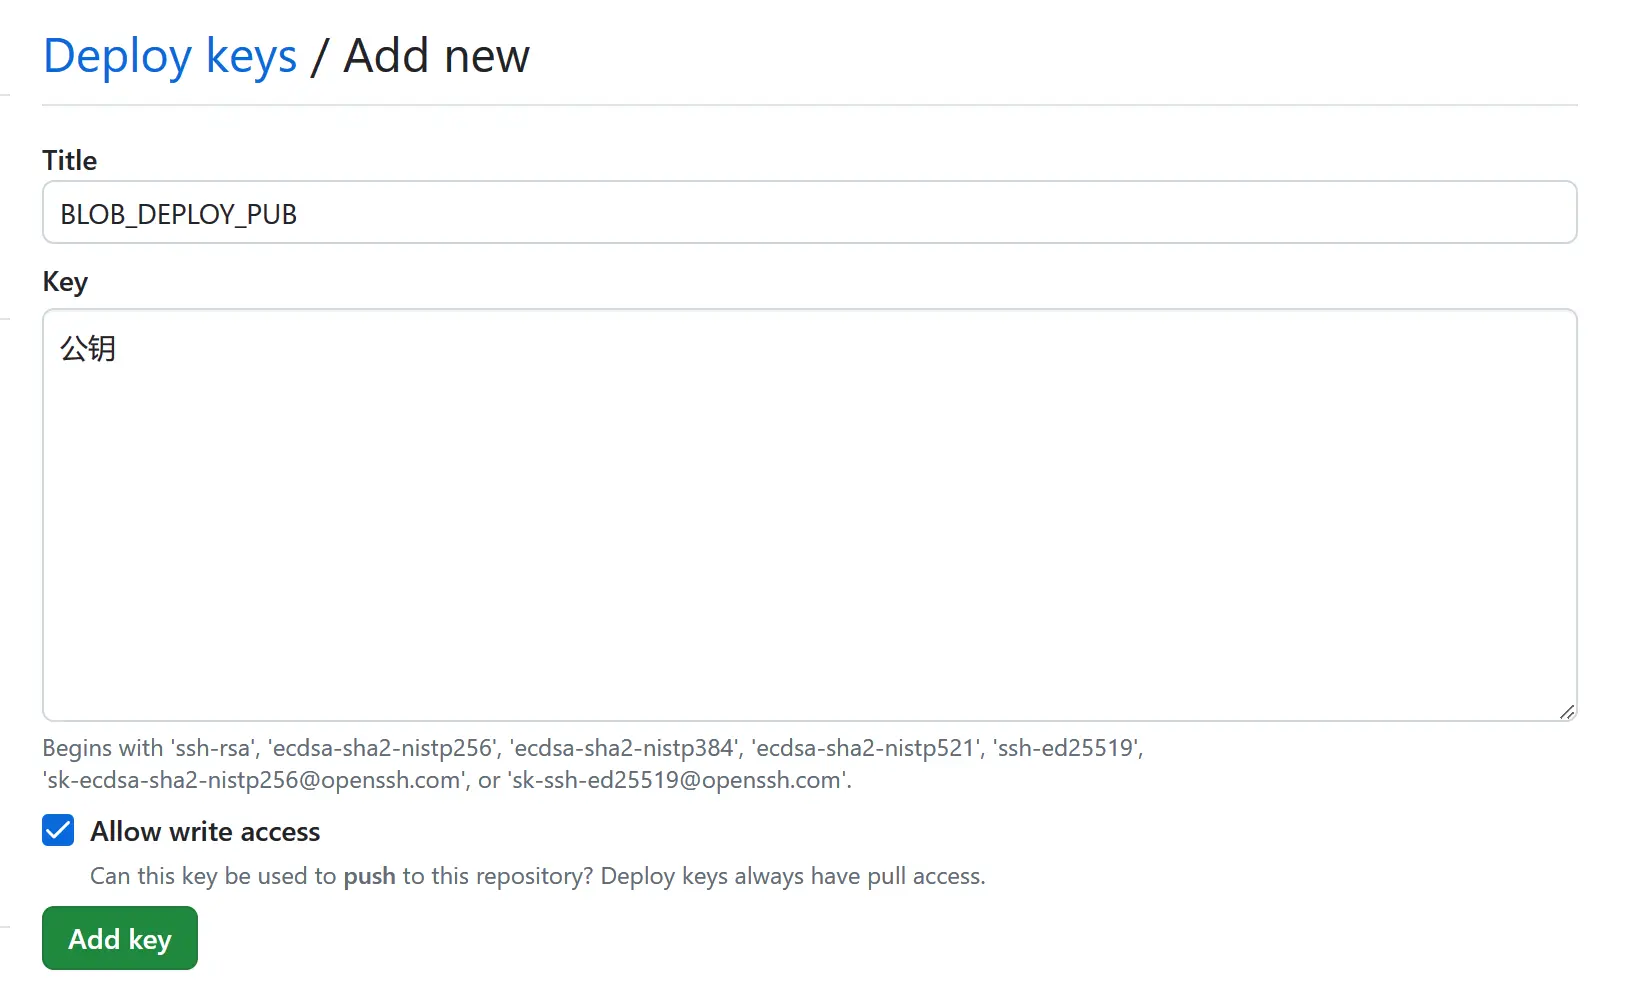 Deploy keys / Add new
Title
BLOB_DEPLOY_PUB
Key
公钥
Begins with 'ssh-rsa', 'ecdsa-sha2-nistp256', 'ecdsa-sha2-nistp384', 'ecdsa-sha2-nistp521', 'ssh-ed25519',
'sk-ecdsa-sha2-nistp256@openssh.com', or 'sk-ssh-ed25519@openssh.com'.
Allow write access
Can this key be used to push to this repository? Deploy keys always have pull access.
Add key